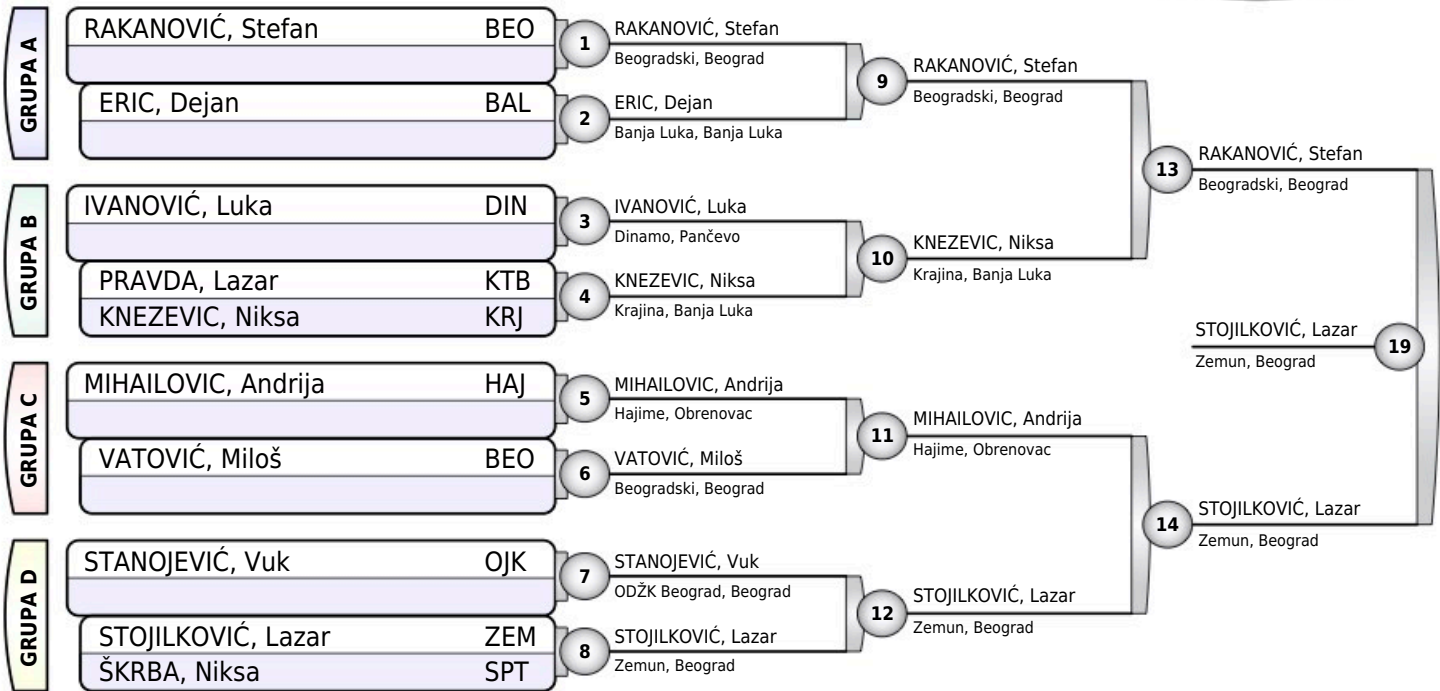 GRUPA A
RAKANOVIĆ, Stefan BEO
ERIC, Dejan BAL
GRUPA B
IVANOVIĆ, Luka DIN
PRAVDA, Lazar KTB
KNEZEVIC, Niksa KRJ
GRUPA C
MIHAILOVIC, Andrija HAJ
VATOVIĆ, Miloš BEO
GRUPA D
STANOJEVIĆ, Vuk OJK
STOJILKOVIĆ, Lazar ZEM
ŠKRBA, Niksa SPT
1
RAKANOVIĆ, Stefan
Beogradski, Beograd
2
ERIC, Dejan
Banja Luka, Banja Luka
3
IVANOVIĆ, Luka
Dinamo, Pančevo
4
KNEZEVIC, Niksa
Krajina, Banja Luka
5
MIHAILOVIC, Andrija
Hajime, Obrenovac
6
VATOVIĆ, Miloš
Beogradski, Beograd
7
STANOJEVIĆ, Vuk
ODŽK Beograd, Beograd
8
STOJILKOVIĆ, Lazar
Zemun, Beograd
9
RAKANOVIĆ, Stefan
Beogradski, Beograd
10
KNEZEVIC, Niksa
Krajina, Banja Luka
11
MIHAILOVIC, Andrija
Hajime, Obrenovac
12
STOJILKOVIĆ, Lazar
Zemun, Beograd
13
RAKANOVIĆ, Stefan
Beogradski, Beograd
14
STOJILKOVIĆ, Lazar
Zemun, Beograd
STOJILKOVIĆ, Lazar
Zemun, Beograd
19